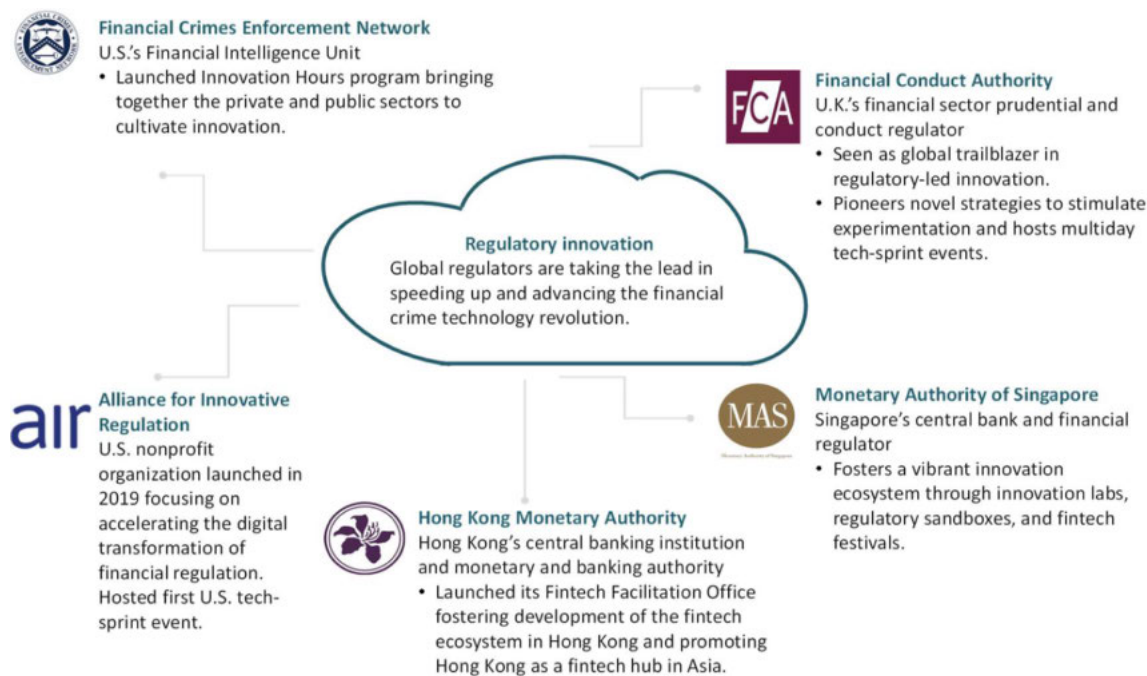 Financial Crimes Enforcement Network
U.S.'s Financial Intelligence Unit
• Launched Innovation Hours program bringing
together the private and public sectors to
cultivate innovation.
FCA
Financial Conduct Authority
U.K.'s financial sector prudential and
conduct regulator
• Seen as global trailblazer in
regulatory-led innovation.
• Pioneers novel strategies to stimulate
experimentation and hosts multiday
tech-sprint events.
Regulatory innovation
Global regulators are taking the lead in
speeding up and advancing the financial
crime technology revolution.
air
Alliance for Innovative
Regulation
U.S. nonprofit
organization launched in
2019 focusing on
accelerating the digital
transformation of
financial regulation.
Hosted first U.S. tech-
sprint event.
Hong Kong Monetary Authority
Hong Kong's central banking institution
and monetary and banking authority
• Launched its Fintech Facilitation Office
fostering development of the fintech
ecosystem in Hong Kong and promoting
Hong Kong as a fintech hub in Asia.
MAS
Monetary Authority of Singapore
Monetary Authority of Singapore
Singapore's central bank and financial
regulator
• Fosters a vibrant innovation
ecosystem through innovation labs,
regulatory sandboxes, and fintech
festivals.